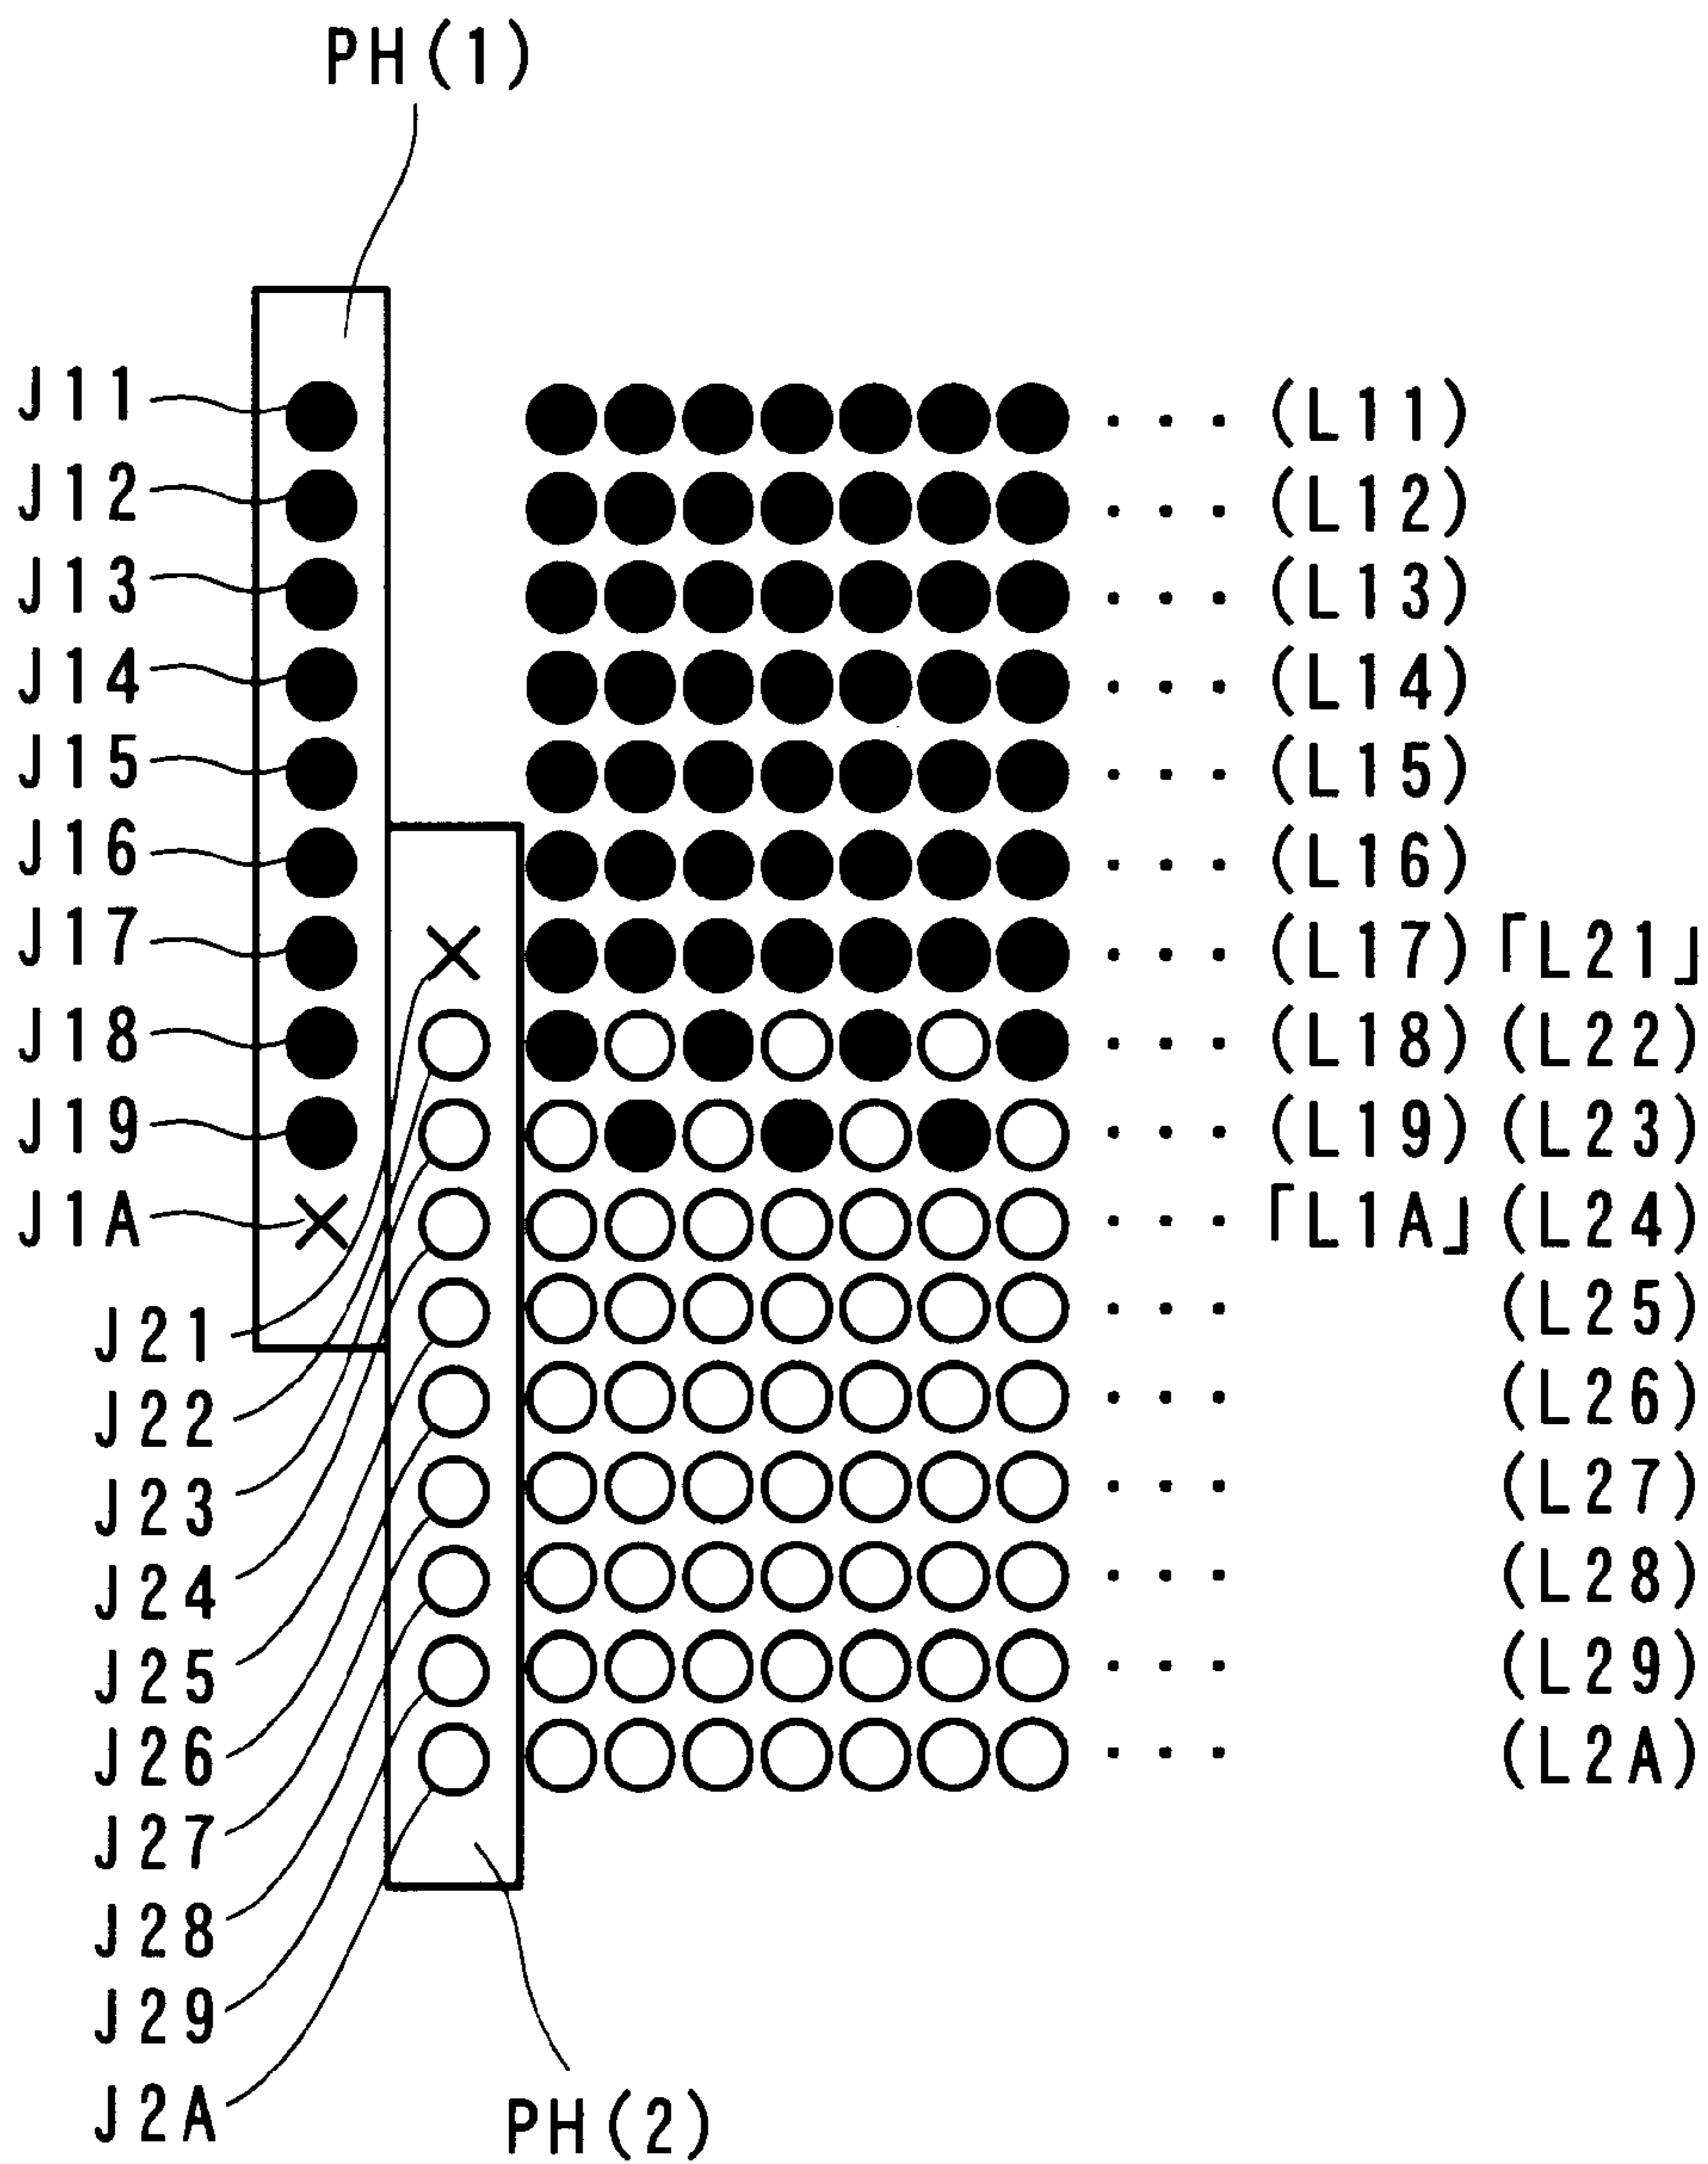 PH(1)
J11 ・・・ (L11)
J12 ・・・ (L12)
J13 ・・・ (L13)
J14 ・・・ (L14)
J15 ・・・ (L15)
J16 ・・・ (L16)
J17 ・・・ (L17) 「L21」
J18 ・・・ (L18) (L22)
J19 ・・・ (L19) (L23)
J1A ・・・ 「L1A」 (L24)
J21 ・・・ (L25)
J22 ・・・ (L26)
J23 ・・・ (L27)
J24 ・・・ (L28)
J25 ・・・ (L29)
J26 ・・・ (L2A)
J27
J28
J29
J2A
PH(2)